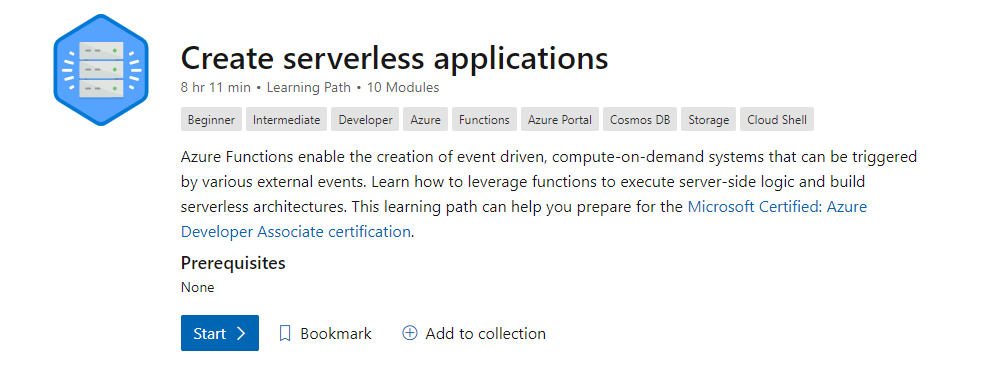 Create serverless applications
8 hr 11 min • Learning Path • 10 Modules
Beginner Intermediate Developer Azure Functions Azure Portal Cosmos DB Storage Cloud Shell
Azure Functions enable the creation of event driven, compute-on-demand systems that can be triggered
by various external events. Learn how to leverage functions to execute server-side logic and build
serverless architectures. This learning path can help you prepare for the Microsoft Certified: Azure
Developer Associate certification.
Prerequisites
None
Start Bookmark Add to collection